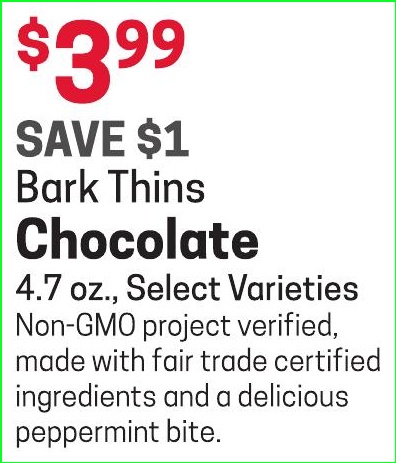 $3.99
SAVE $1
Bark Thins
Chocolate
4.7 oz., Select Varieties
Non-GMO project verified,
made with fair trade certified
ingredients and a delicious
peppermint bite.